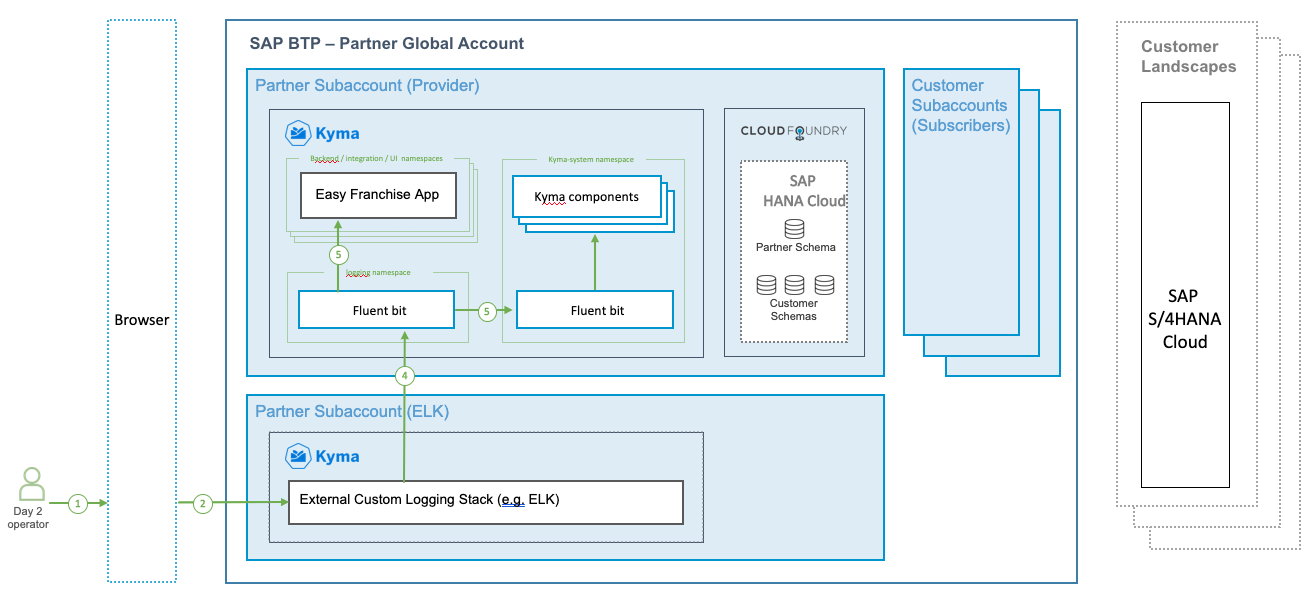 SAP BTP – Partner Global Account
Partner Subaccount (Provider)
Kyma
Backend / integration / UI namespaces
Easy Franchise App
Kyma-system namespace
Kyma components
5
logging namespace
Fluent bit
5
Fluent bit
CLOUD FOUNDRY
SAP
HANA Cloud
Partner Schema
Customer
Schemas
Customer
Subaccounts
(Subscribers)
Customer
Landscapes
SAP
S/4HANA
Cloud
Browser
4
Partner Subaccount (ELK)
Kyma
External Custom Logging Stack (e.g. ELK)
Day 2
operator
1
2